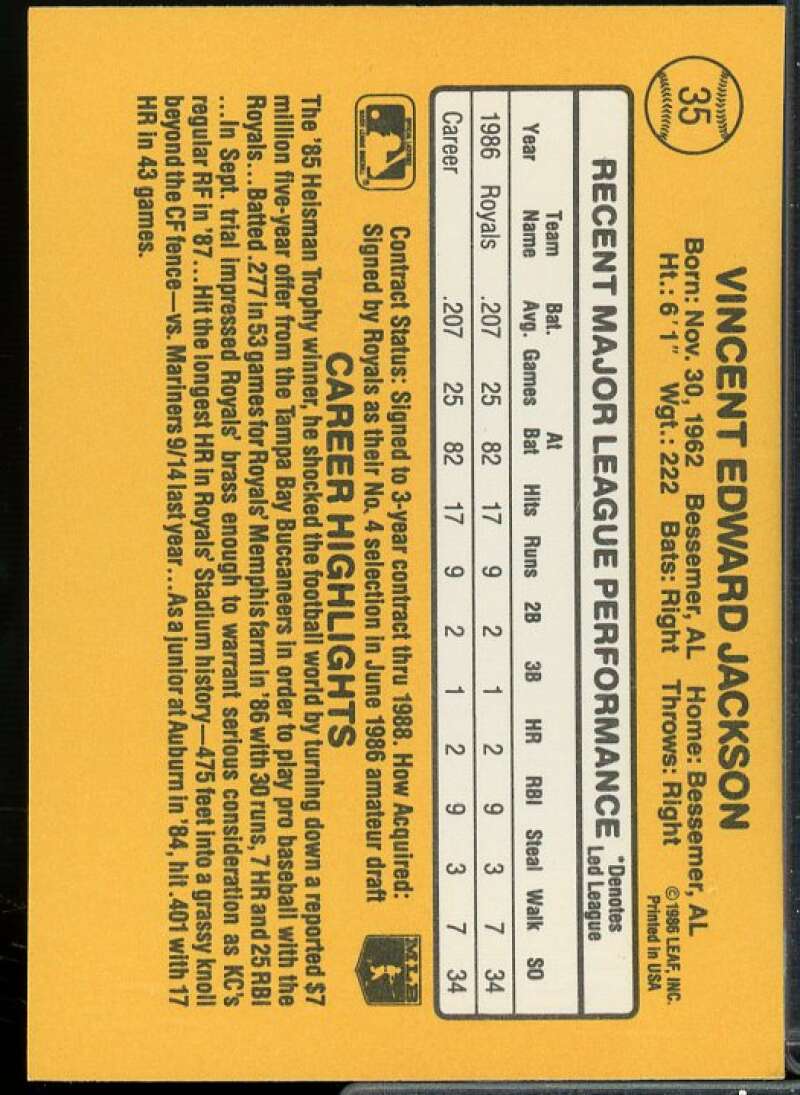 35
VINCENT EDWARD JACKSON
Born: Nov. 30, 1962 Bessemer, AL Home: Bessemer, AL
Ht.: 6'1" Wgt.: 222 Bats: Right Throws: Right
© 1986 LEAF, INC.
Printed in USA
RECENT MAJOR LEAGUE PERFORMANCE *Denotes Led League
Year Team Name Bat. Avg. Games At Bat Hits Runs 2B 3B HR RBI Steal Walk SO
1986 Royals .207 25 82 17 9 2 1 2 9 3 7 34
Career .207 25 82 17 9 2 1 2 9 3 7 34
Contract Status: Signed to 3-year contract thru 1988. How Acquired:
Signed by Royals as their No. 4 selection in June 1986 amateur draft
MLB
CAREER HIGHLIGHTS
The '85 Heisman Trophy winner, he shocked the football world by turning down a reported $7
million five-year offer from the Tampa Bay Buccaneers in order to play pro baseball with the
Royals...Batted .277 in 53 games for Royals' Memphis farm in '86 with 30 runs, 7 HR and 25 RBI
...In Sept. trial impressed Royals' brass enough to warrant serious consideration as KC's
regular RF in '87...Hit the longest HR in Royals' Stadium history—475 feet into a grassy knoll
beyond the CF fence—vs. Mariners 9/14 last year...As a junior at Auburn in '84, hit .401 with 17
HR in 43 games.